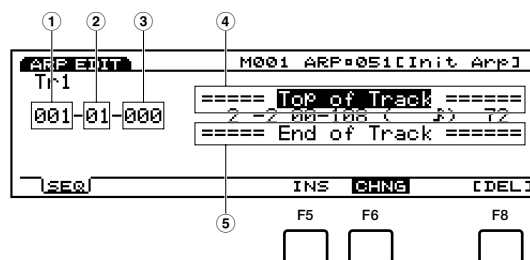 ① ② ③ ④
ARP EDIT M001 ARP:051[Init Arp]
Tr1
===== Top of Track =====
001-01-000
===== End of Track ======
SEQ INS CHNG [DEL]
⑤ F5 F6 F8